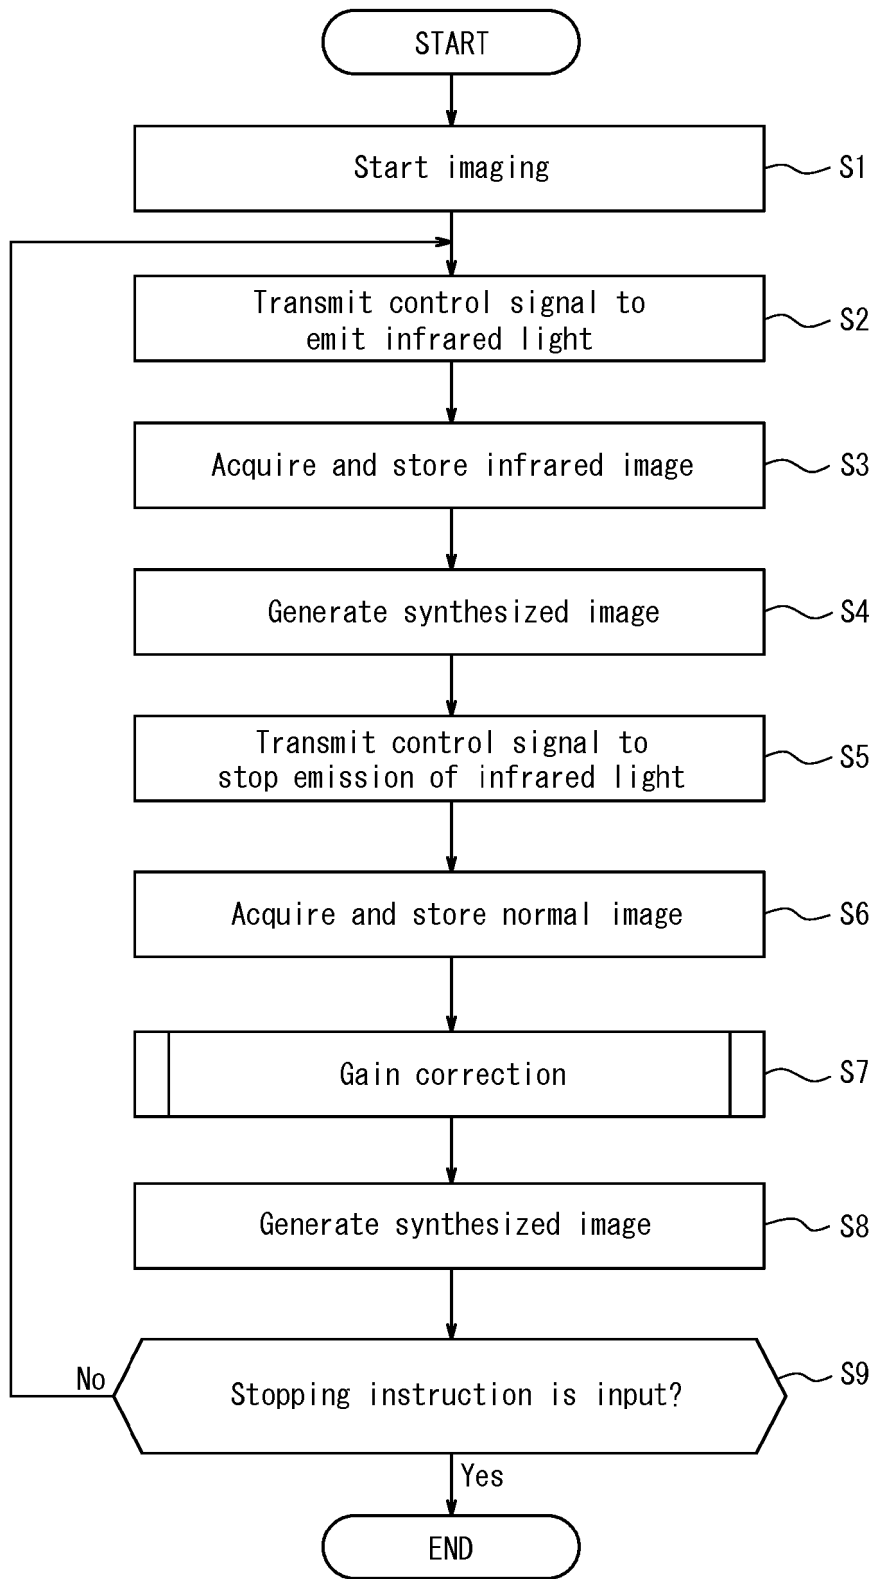 START
Start imaging
S1
Transmit control signal to
emit infrared light
S2
Acquire and store infrared image
S3
Generate synthesized image
S4
Transmit control signal to
stop emission of infrared light
S5
Acquire and store normal image
S6
Gain correction
S7
Generate synthesized image
S8
Stopping instruction is input?
S9
No
Yes
END